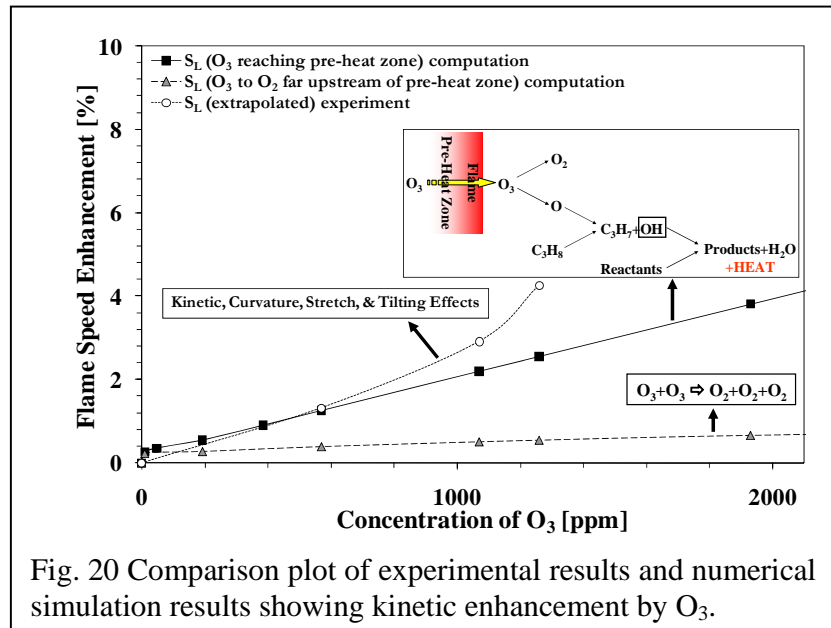 10
8
6
4
2
0
Flame Speed Enhancement [%]
S_L (O₃ reaching pre-heat zone) computation
S_L (O₃ to O₂ far upstream of pre-heat zone) computation
S_L (extrapolated) experiment
O₃
Pre-Heat Zone
Flame
O₃
O₂
O
C₃H₈
C₃H₇+OH
Reactants
Products+H₂O
+HEAT
Kinetic, Curvature, Stretch, & Tilting Effects
O₃+O₃ ⇨ O₂+O₂+O₂
0
1000
2000
Concentration of O₃ [ppm]
Fig. 20 Comparison plot of experimental results and numerical
simulation results showing kinetic enhancement by O₃.